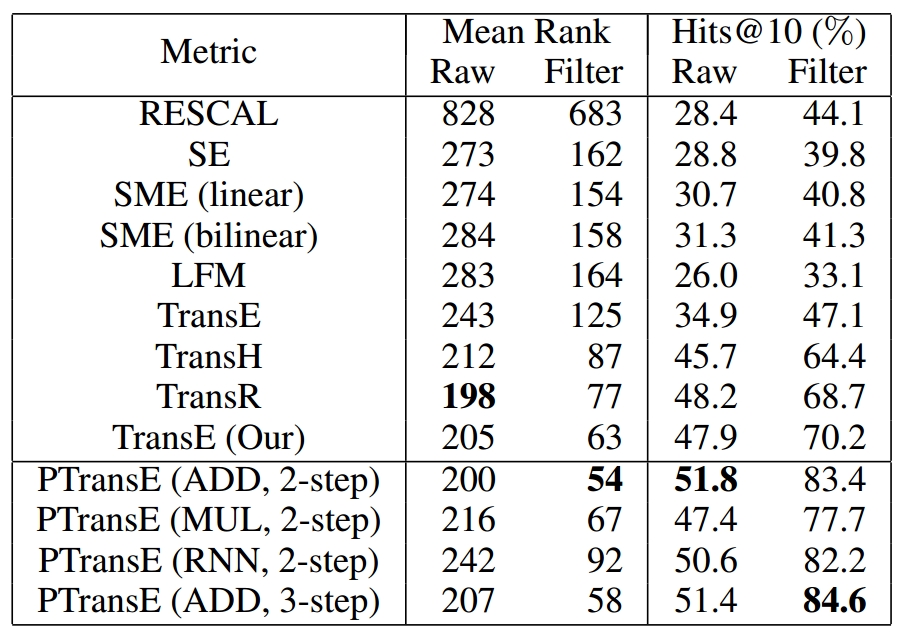 Metric Mean Rank Hits@10 (%)
Raw Filter Raw Filter
RESCAL 828 683 28.4 44.1
SE 273 162 28.8 39.8
SME (linear) 274 154 30.7 40.8
SME (bilinear) 284 158 31.3 41.3
LFM 283 164 26.0 33.1
TransE 243 125 34.9 47.1
TransH 212 87 45.7 64.4
TransR 198 77 48.2 68.7
TransE (Our) 205 63 47.9 70.2
PTransE (ADD, 2-step) 200 54 51.8 83.4
PTransE (MUL, 2-step) 216 67 47.4 77.7
PTransE (RNN, 2-step) 242 92 50.6 82.2
PTransE (ADD, 3-step) 207 58 51.4 84.6